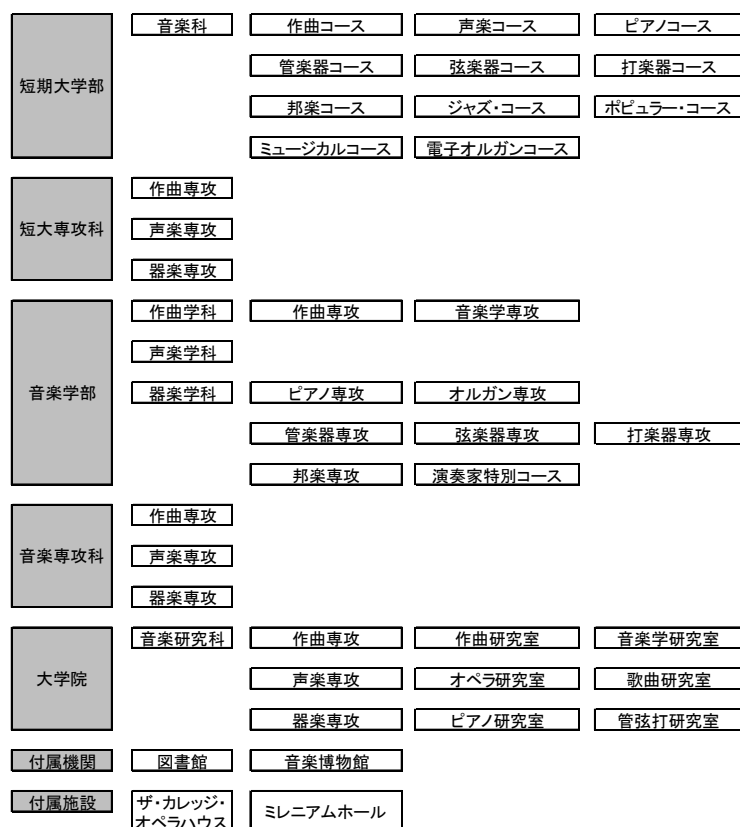 短期大学部
音楽科 作曲コース 声楽コース ピアノコース
管楽器コース 弦楽器コース 打楽器コース
邦楽コース ジャズ・コース ポピュラー・コース
ミュージカルコース 電子オルガンコース
短大専攻科
作曲専攻
声楽専攻
器楽専攻
音楽学部
作曲学科 作曲専攻 音楽学専攻
声楽学科
器楽学科 ピアノ専攻 オルガン専攻
管楽器専攻 弦楽器専攻 打楽器専攻
邦楽専攻 演奏家特別コース
音楽専攻科
作曲専攻
声楽専攻
器楽専攻
大学院
音楽研究科 作曲専攻 作曲研究室 音楽学研究室
声楽専攻 オペラ研究室 歌曲研究室
器楽専攻 ピアノ研究室 管弦打研究室
付属機関 図書館 音楽博物館
付属施設 ザ・カレッジ・
オペラハウス
ミレニアムホール